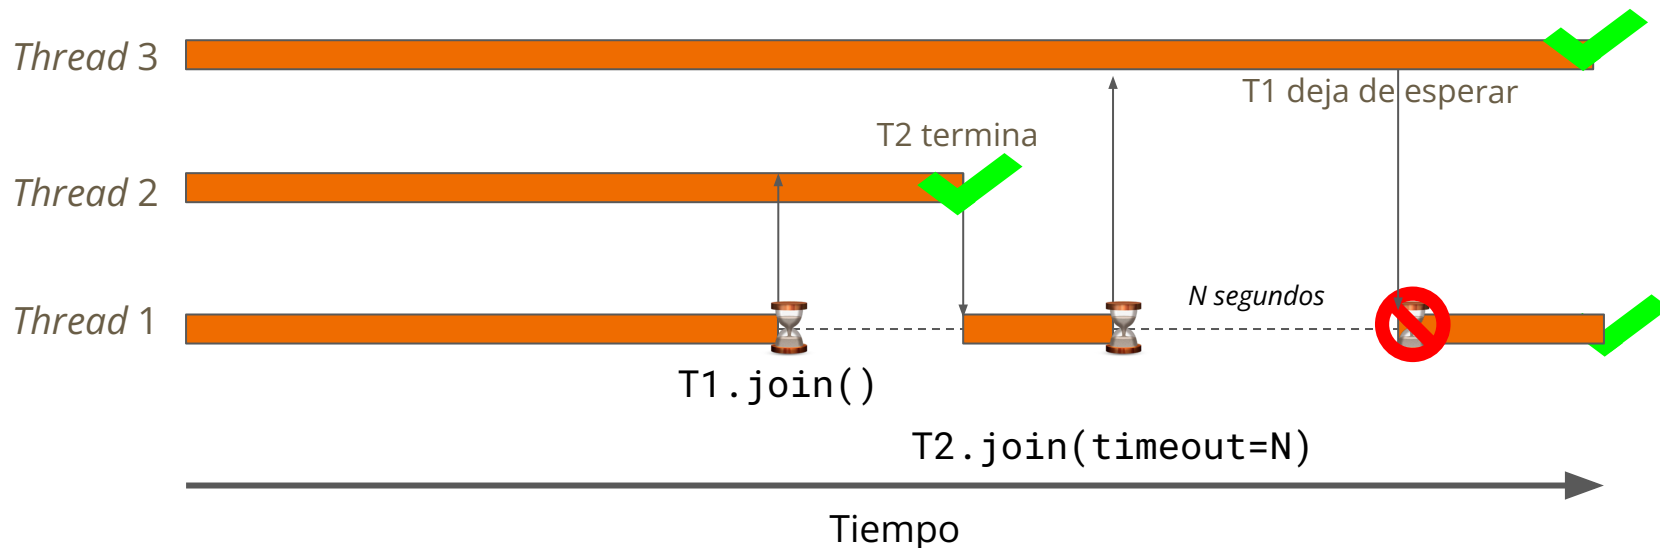 Thread 3
T1 deja de esperar
T2 termina
Thread 2
N segundos
Thread 1
T1.join()
T2.join(timeout=N)
Tiempo